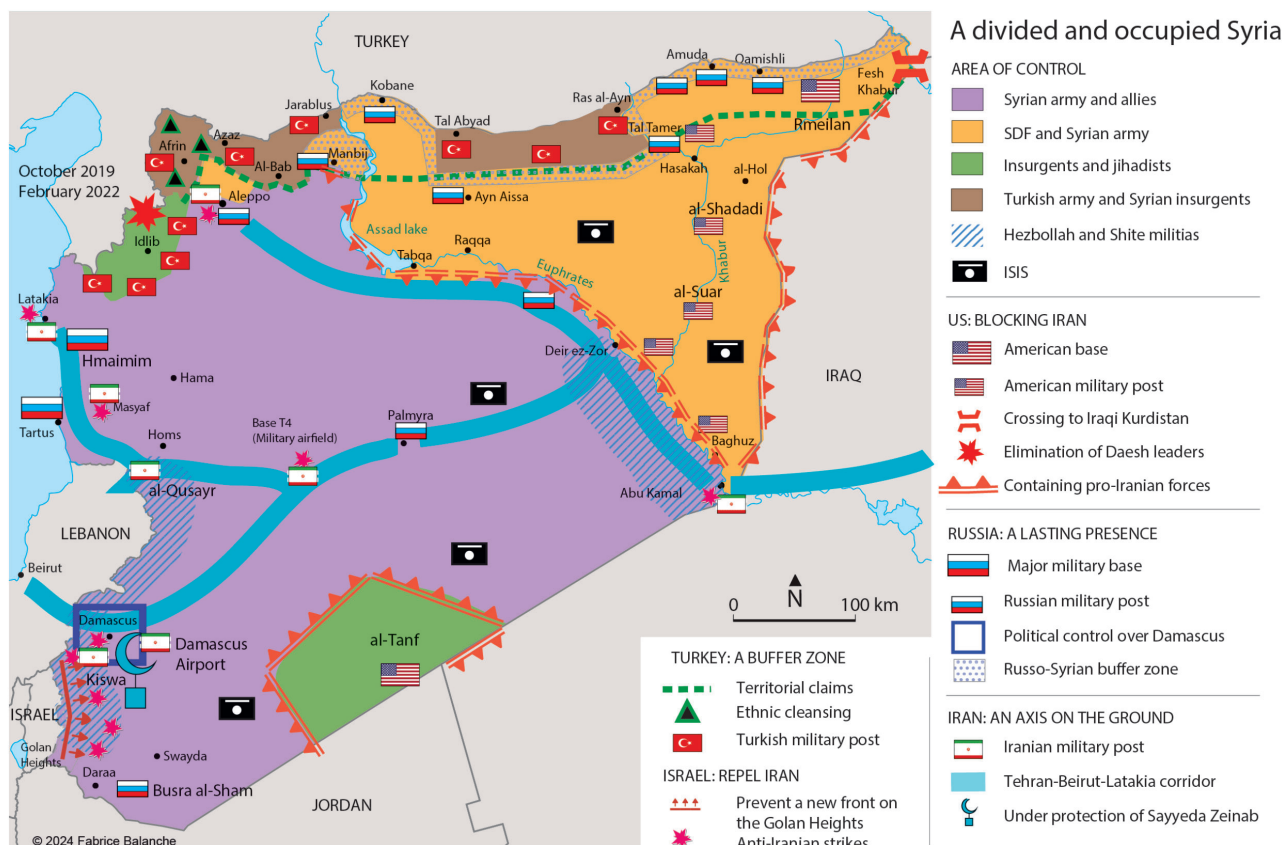 A divided and occupied Syria
AREA OF CONTROL
Syrian army and allies
SDF and Syrian army
Insurgents and jihadists
Turkish army and Syrian insurgents
Hezbollah and Shite militias
ISIS
US: BLOCKING IRAN
American base
American military post
Crossing to Iraqi Kurdistan
Elimination of Daesh leaders
Containing pro-Iranian forces
RUSSIA: A LASTING PRESENCE
Major military base
Russian military post
Political control over Damascus
Russo-Syrian buffer zone
IRAN: AN AXIS ON THE GROUND
Iranian military post
Tehran-Beirut-Latakia corridor
Under protection of Sayyeda Zeinab
TURKEY: A BUFFER ZONE
Territorial claims
Ethnic cleansing
Turkish military post
ISRAEL: REPEL IRAN
Prevent a new front on
the Golan Heights
Anti-Iranian strikes
TURKEY
Amuda
Qamishli
Fesh
Khabur
Kobane
Jarablus
Ras al-Ayn
Tal Abyad
Tal Tamer
Rmeilan
Azaz
Afrin
Al-Bab
Manbij
Hasakah
al-Hol
October 2019
February 2022
Aleppo
Ayn Aissa
al-Shadadi
Idlib
Assad lake
Raqqa
Tabqa
Euphrates
Khabur
al-Suar
Latakia
Hmaimim
Deir ez-Zor
IRAQ
Hama
Masyaf
Tartus
Homs
Base T4
(Military airfield)
Palmyra
Baghuz
al-Qusayr
Abu Kamal
LEBANON
Beirut
N
0
100 km
Damascus
Damascus
Airport
al-Tanf
Kiswa
ISRAEL
Golan
Heights
Swayda
Daraa
Busra al-Sham
JORDAN
© 2024 Fabrice Balanche